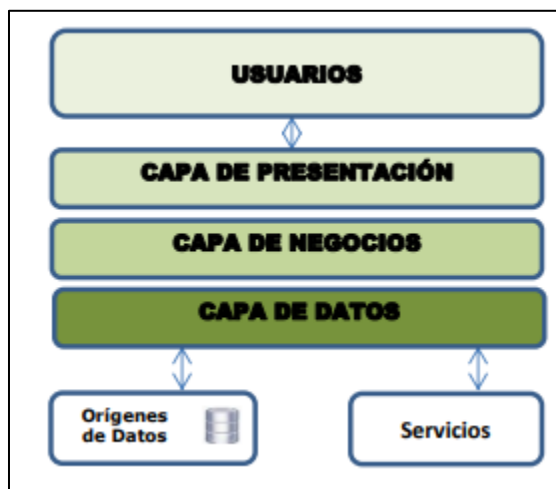 USUARIOS
CAPA DE PRESENTACIÓN
CAPA DE NEGOCIOS
CAPA DE DATOS
Orígenes
de Datos
Servicios